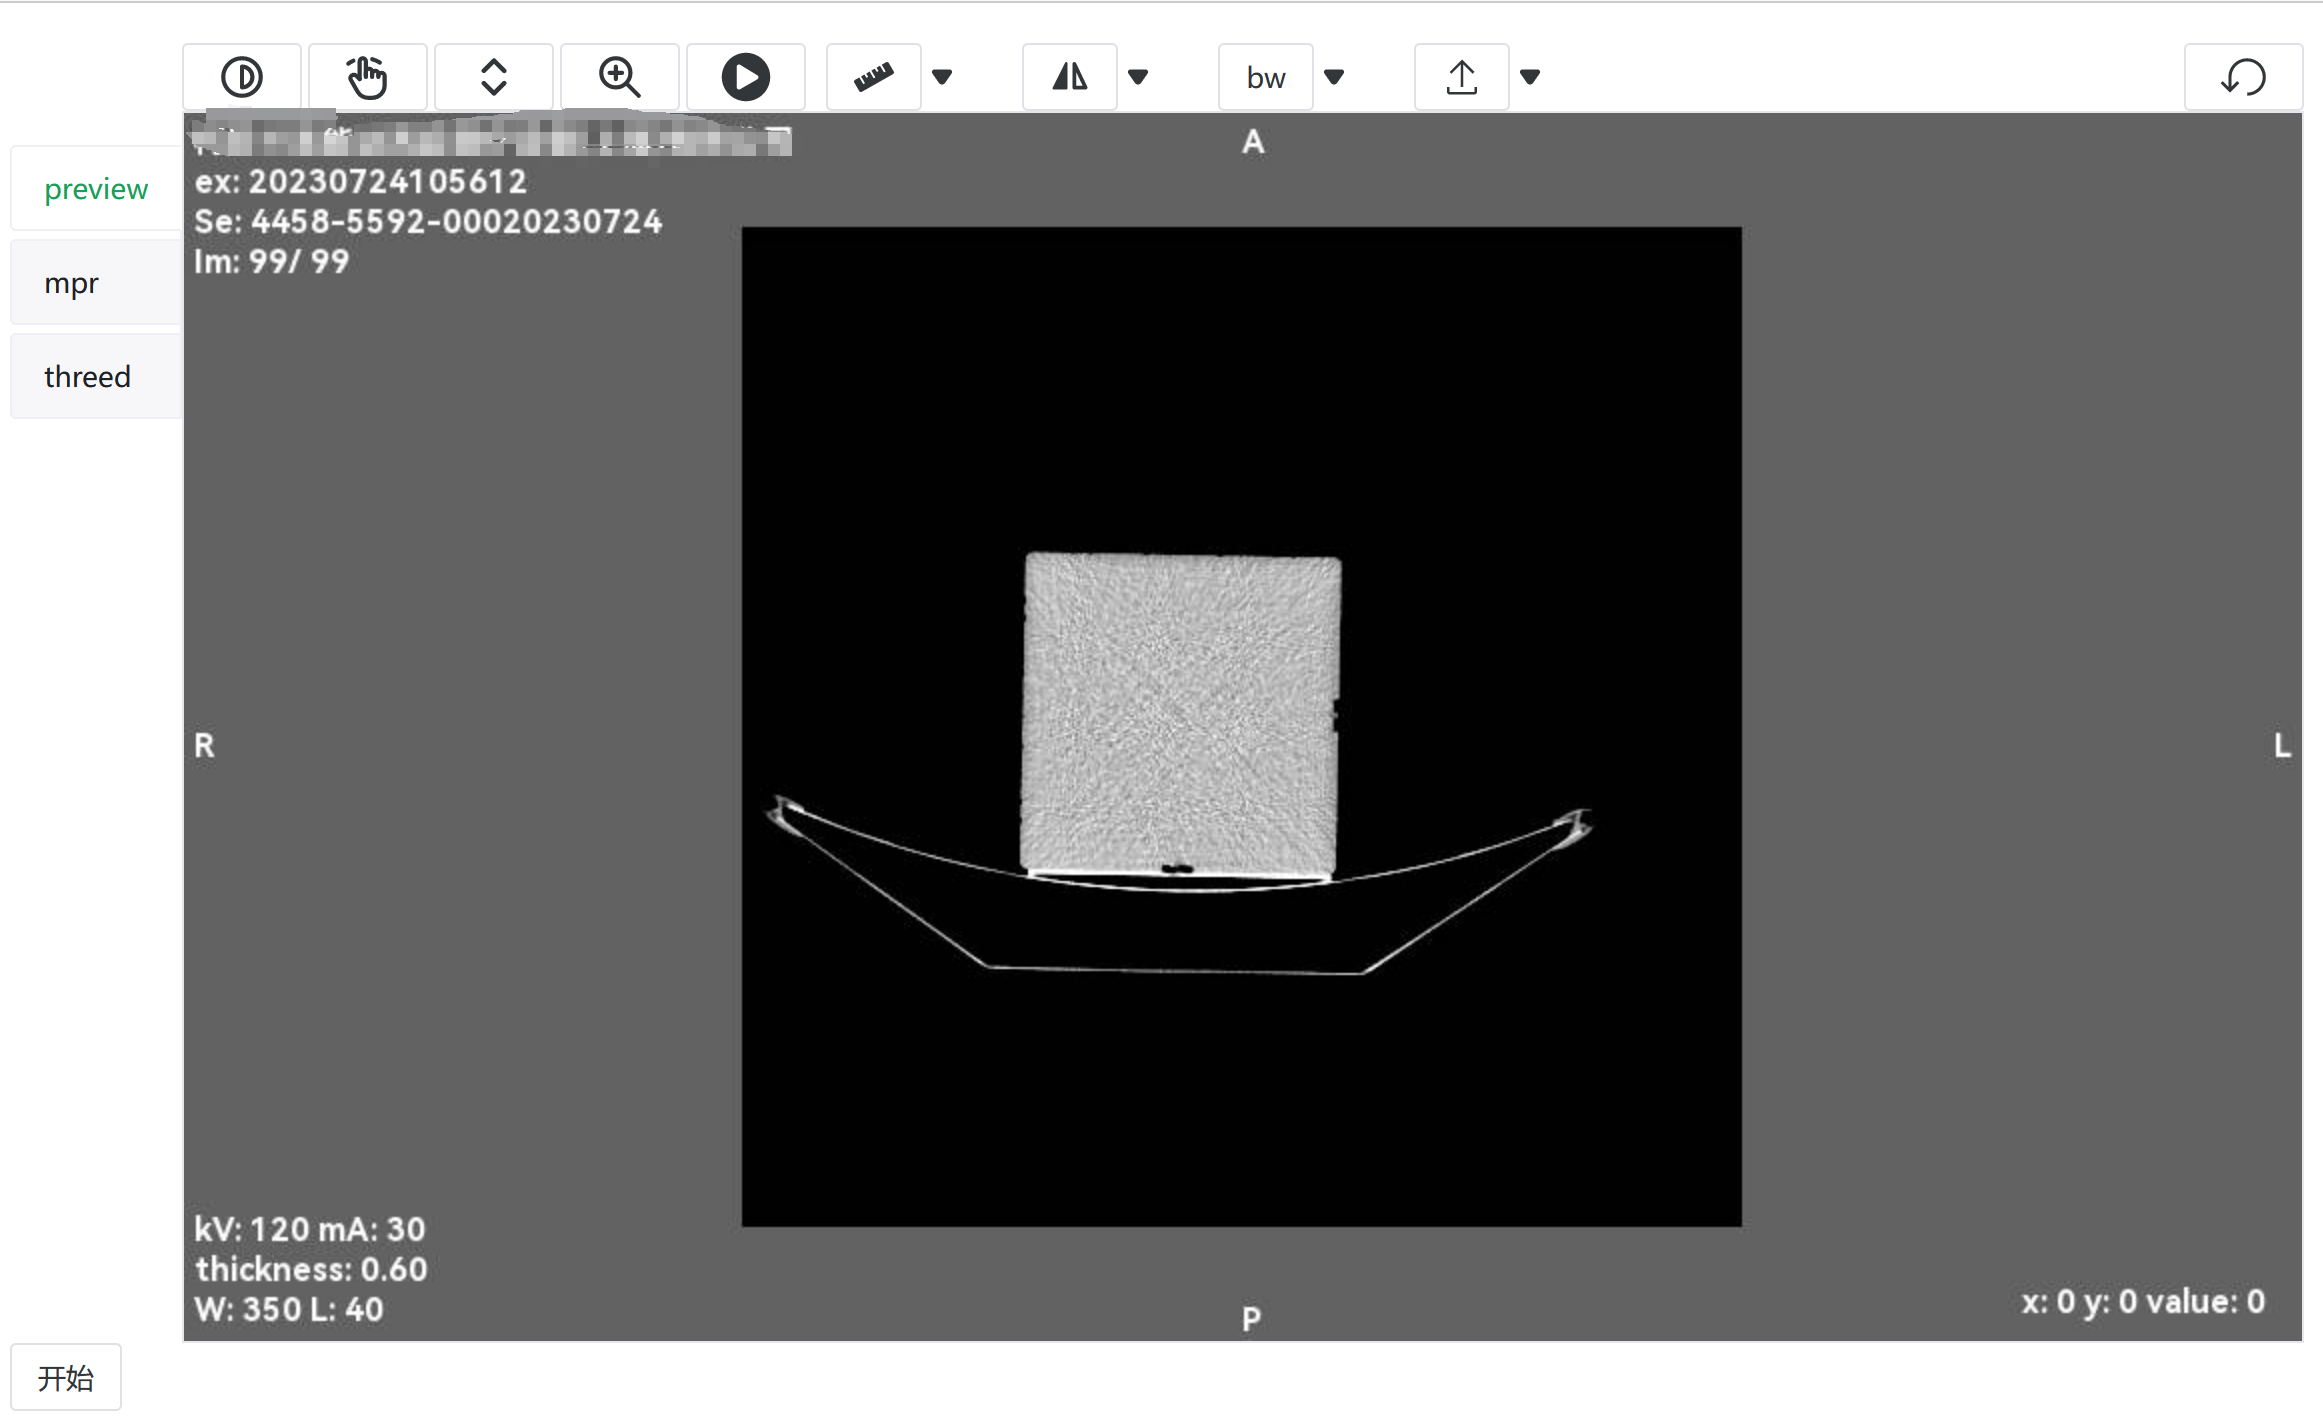 bw
A
ex: 20230724105612
Se: 4458-5592-00020230724
Im: 99/ 99
preview
mpr
threed
R
L
kV: 120 mA: 30
thickness: 0.60
W: 350 L: 40
P
x: 0 y: 0 value: 0
开始